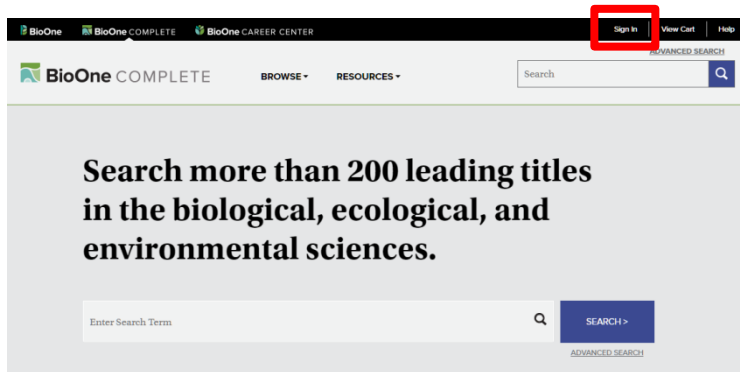 BioOne BioOne COMPLETE BioOne CAREER CENTER Sign In View Cart Help
ADVANCED SEARCH
BioOne COMPLETE BROWSE RESOURCES Search
Search more than 200 leading titles
in the biological, ecological, and
environmental sciences.
Enter Search Term SEARCH >
ADVANCED SEARCH